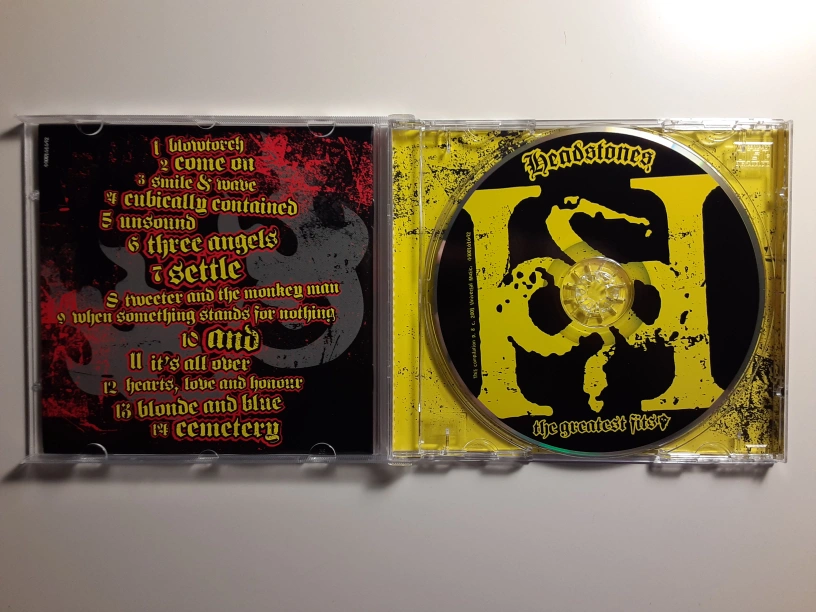 1 blowtorch
2 come on
3 smile & wave
4 cubically contained
5 unsound
6 three angels
7 settle
8 tweeter and the monkey man
9 when something stands for nothing
10 and
11 it's all over
12 hearts, love and honour
13 blonde and blue
14 cemetery
Headstones
the greatest fits